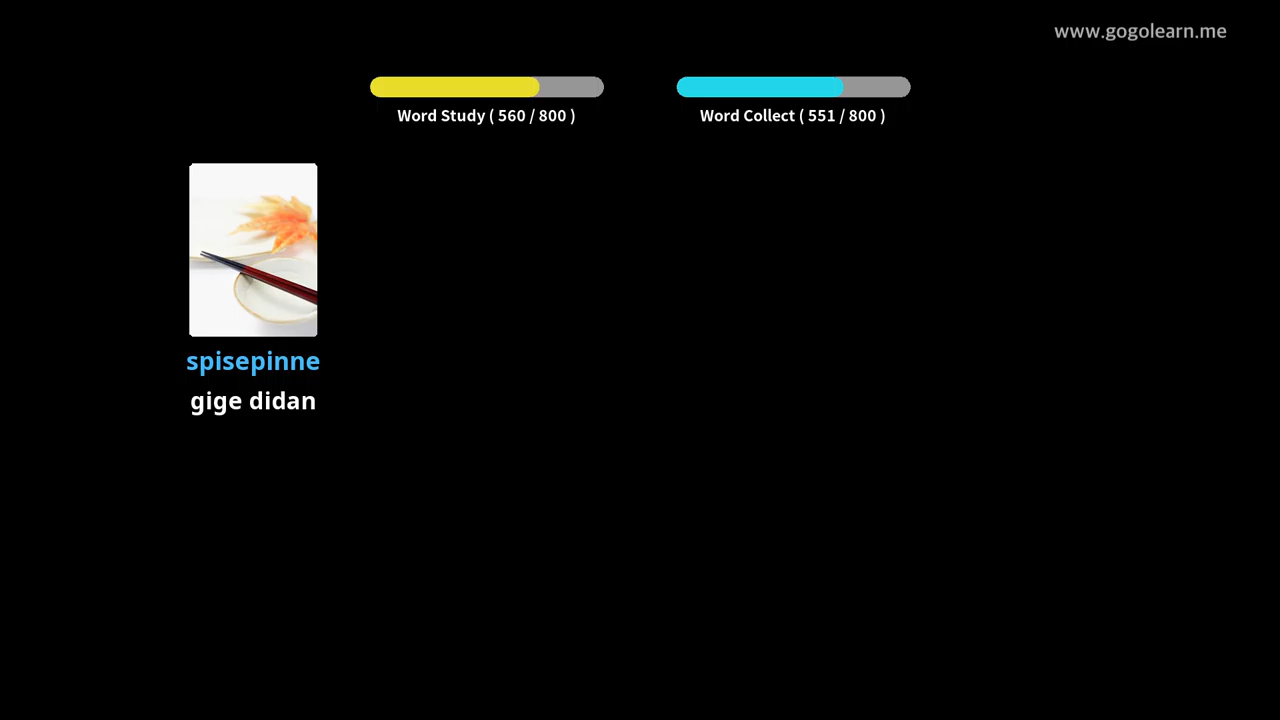 www.gogolearn.me
Word Study ( 560 / 800 )
Word Collect ( 551 / 800 )
spisepinne
gige didan